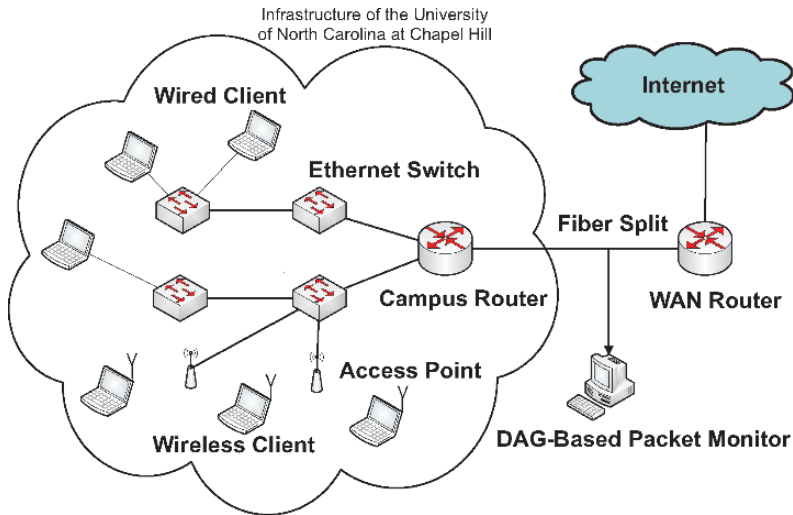 Infrastructure of the University
of North Carolina at Chapel Hill
Wired Client
Internet
Ethernet Switch
Fiber Split
Campus Router
WAN Router
Access Point
Wireless Client
DAG-Based Packet Monitor